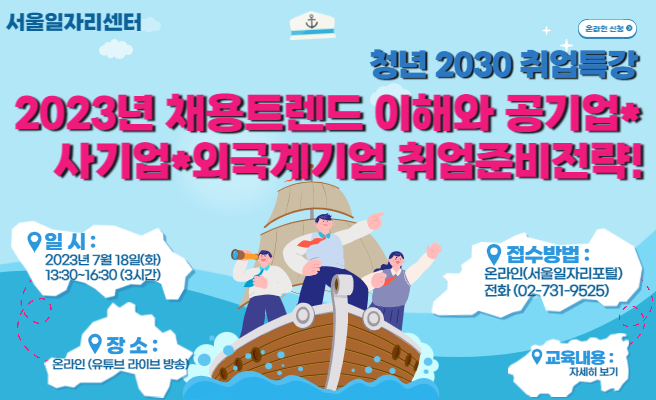 서울일자리센터
온라인 신청
청년 2030 취업특강
2023년 채용트렌드 이해와 공기업*
사기업*외국계기업 취업준비전략!
일 시 :
2023년 7월 18일(화)
13:30~16:30 (3시간)
접수방법 :
온라인(서울일자리포털)
전화 (02-731-9525)
장 소 :
온라인 (유튜브 라이브 방송)
교육내용 :
자세히 보기